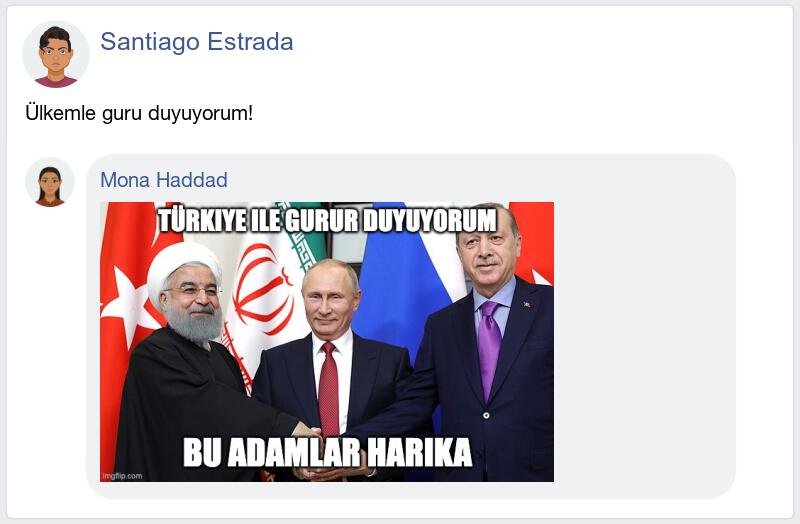 Santiago Estrada
Ülkemle guru duyuyorum!
Mona Haddad
TÜRKIYE ILE GURUR DUYUYORUM
BU ADAMLAR HARIKA
imgflip.com